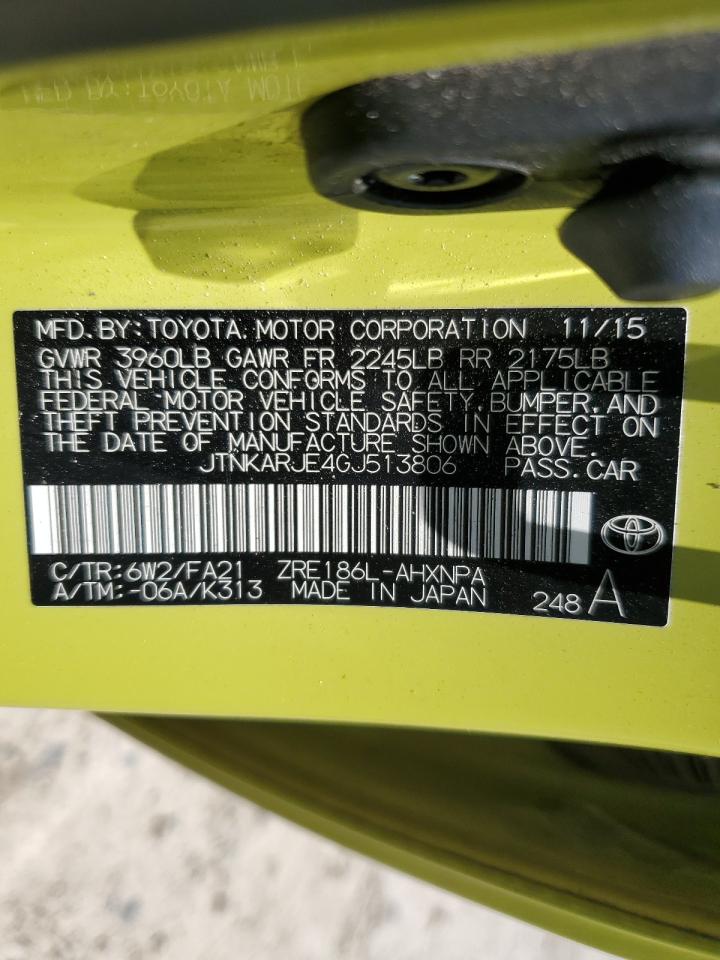 MFD. BY: TOYOTA MOTOR CORPORATION 11/15
GVWR 3960LB GAWR FR 2245LB RR 2175LB
THIS VEHICLE CONFORMS TO ALL APPLICABLE
FEDERAL MOTOR VEHICLE SAFETY, BUMPER, AND
THEFT PREVENTION STANDARDS IN EFFECT ON
THE DATE OF MANUFACTURE SHOWN ABOVE.
JTNKARJE4GJ513806 PASS. CAR
C/TR: 6W2/FA21 ZRE186L-AHXNPA
A/TM: -06A/K313 MADE IN JAPAN 248 A